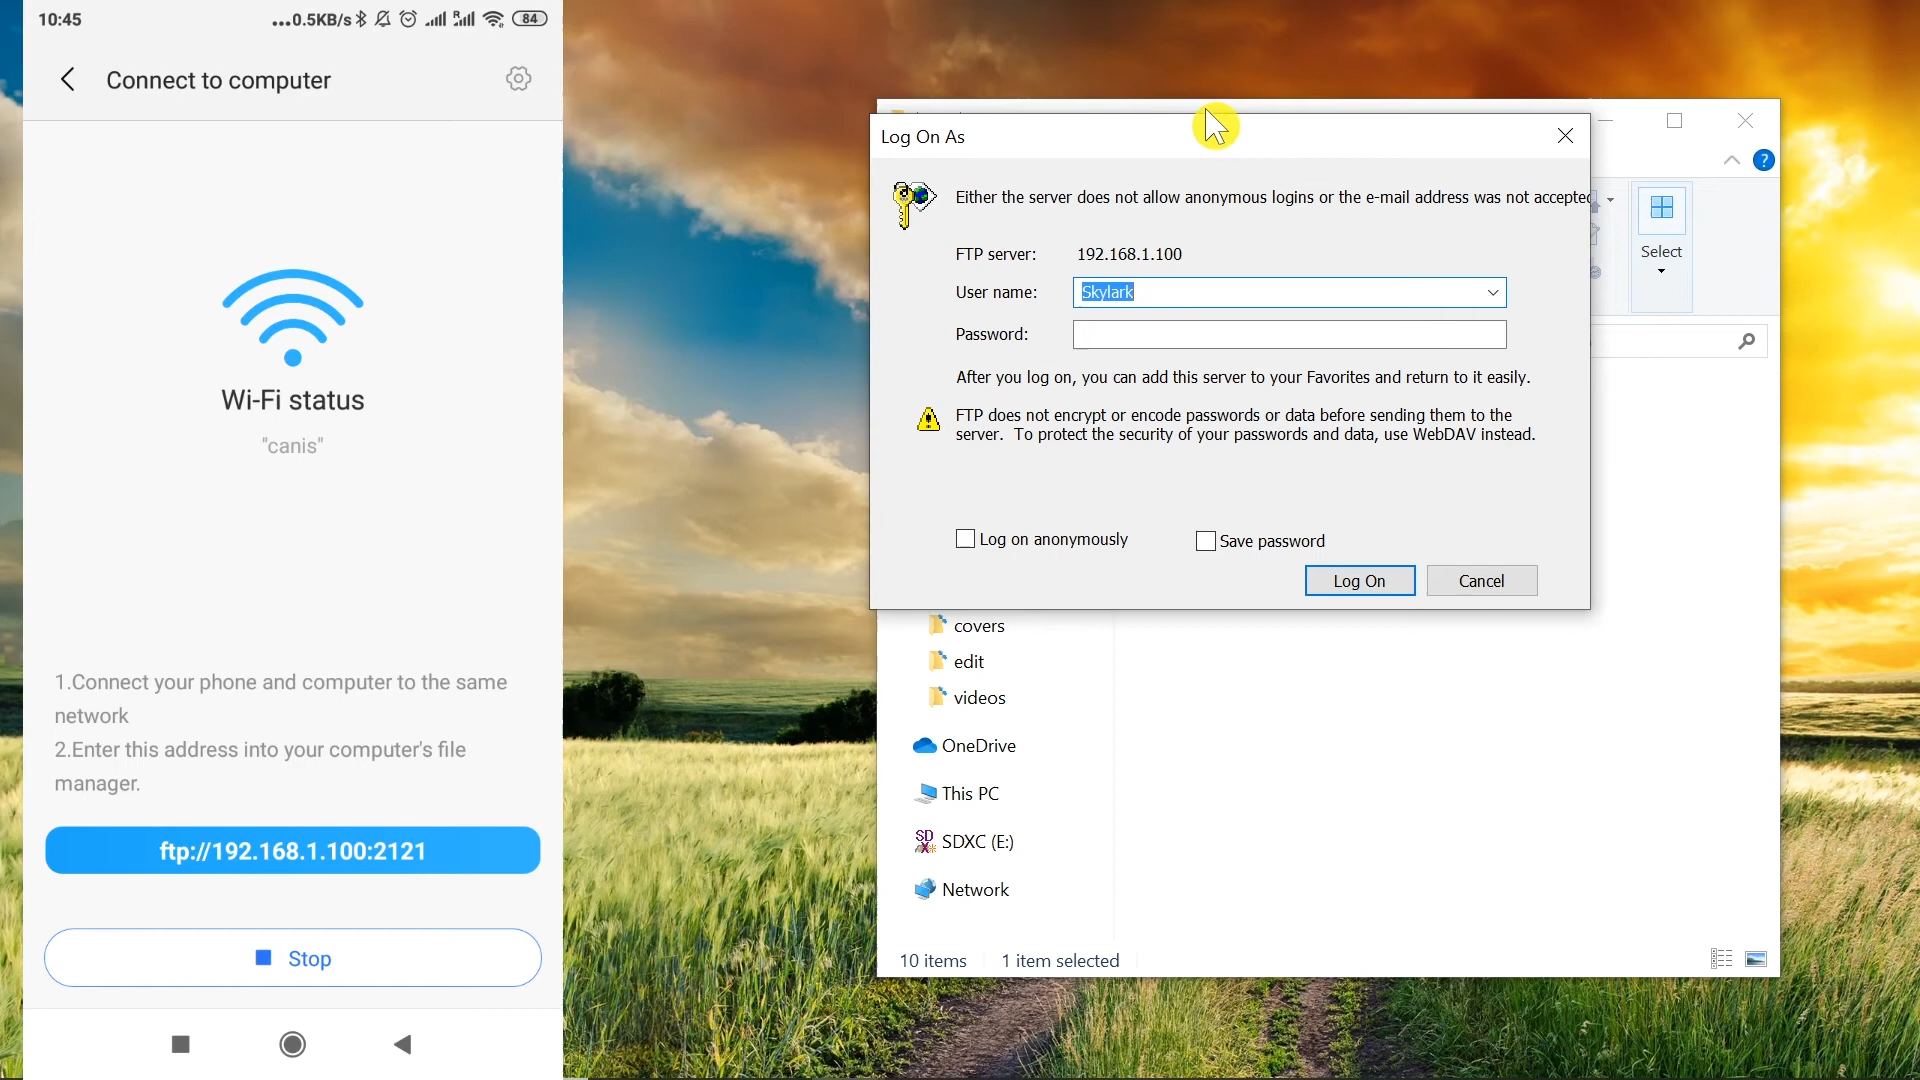 10:45
...0.5KB/s
R
84
Connect to computer
Wi-Fi status
"canis"
1.Connect your phone and computer to the same
network
2.Enter this address into your computer's file
manager.
ftp://192.168.1.100:2121
Stop
Log On As
Either the server does not allow anonymous logins or the e-mail address was not accepted
FTP server: 192.168.1.100
User name: Skylark
Password:
After you log on, you can add this server to your Favorites and return to it easily.
FTP does not encrypt or encode passwords or data before sending them to the
server. To protect the security of your passwords and data, use WebDAV instead.
Log on anonymously
Save password
Log On
Cancel
?
Select
covers
edit
videos
OneDrive
This PC
SD
SDXC (E:)
Network
10 items
1 item selected